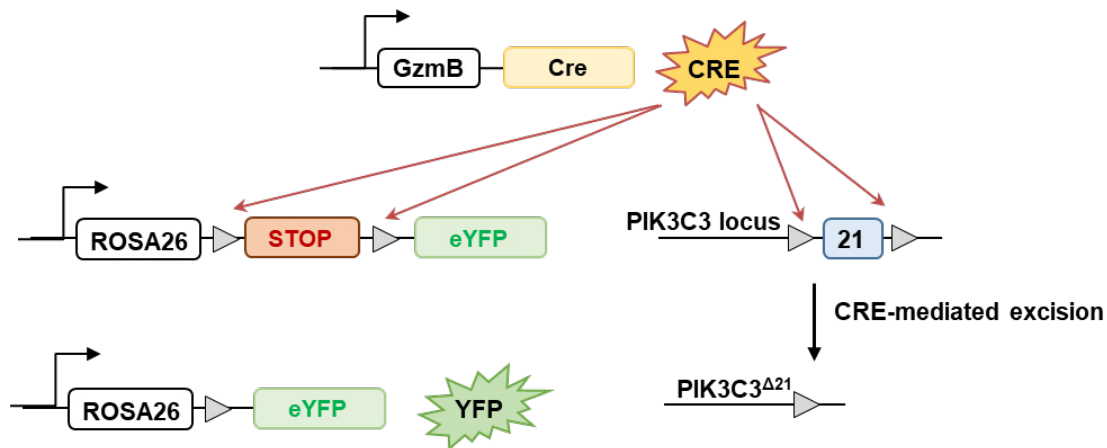 GzmB
Cre
CRE
ROSA26
STOP
eYFP
PIK3C3 locus
21
CRE-mediated excision
ROSA26
eYFP
YFP
PIK3C3Δ21